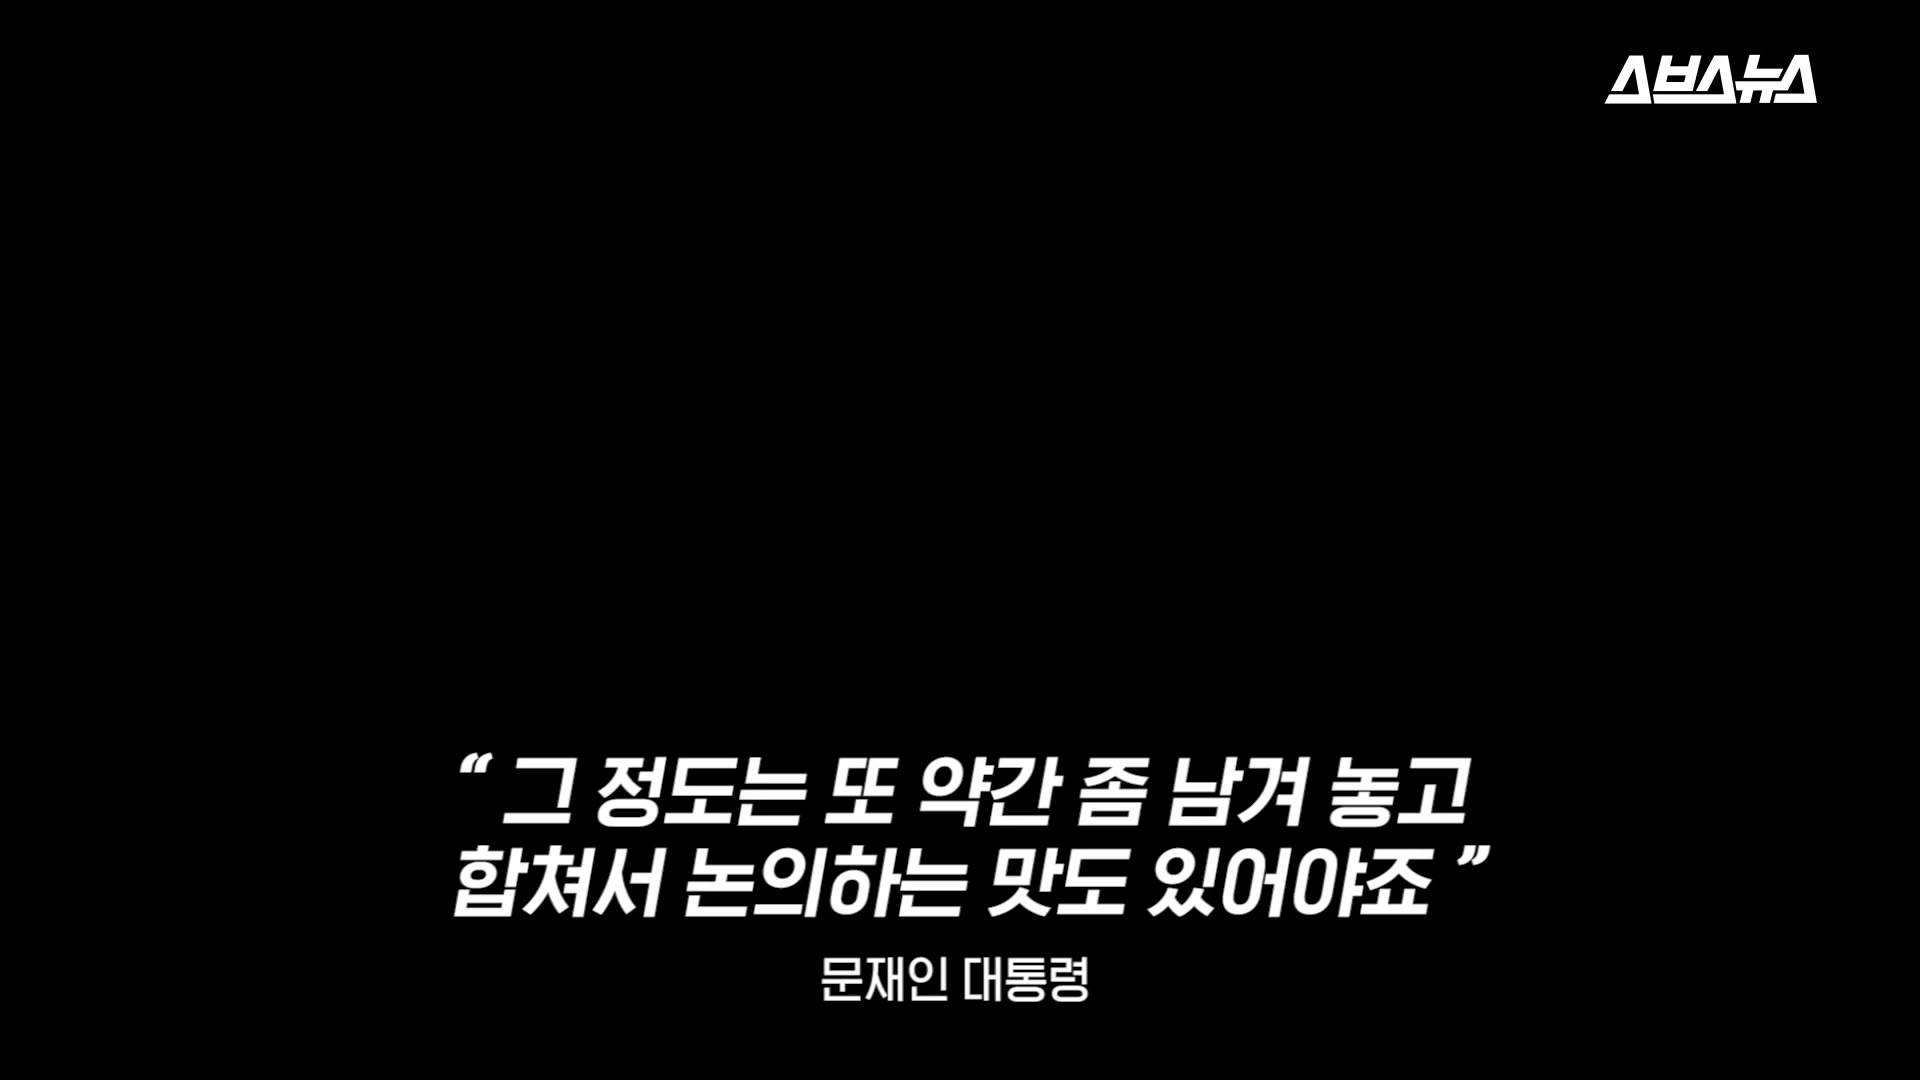 스브스뉴스
“ 그 정도는 또 약간 좀 남겨 놓고
합쳐서 논의하는 맛도 있어야죠 ”
문재인 대통령